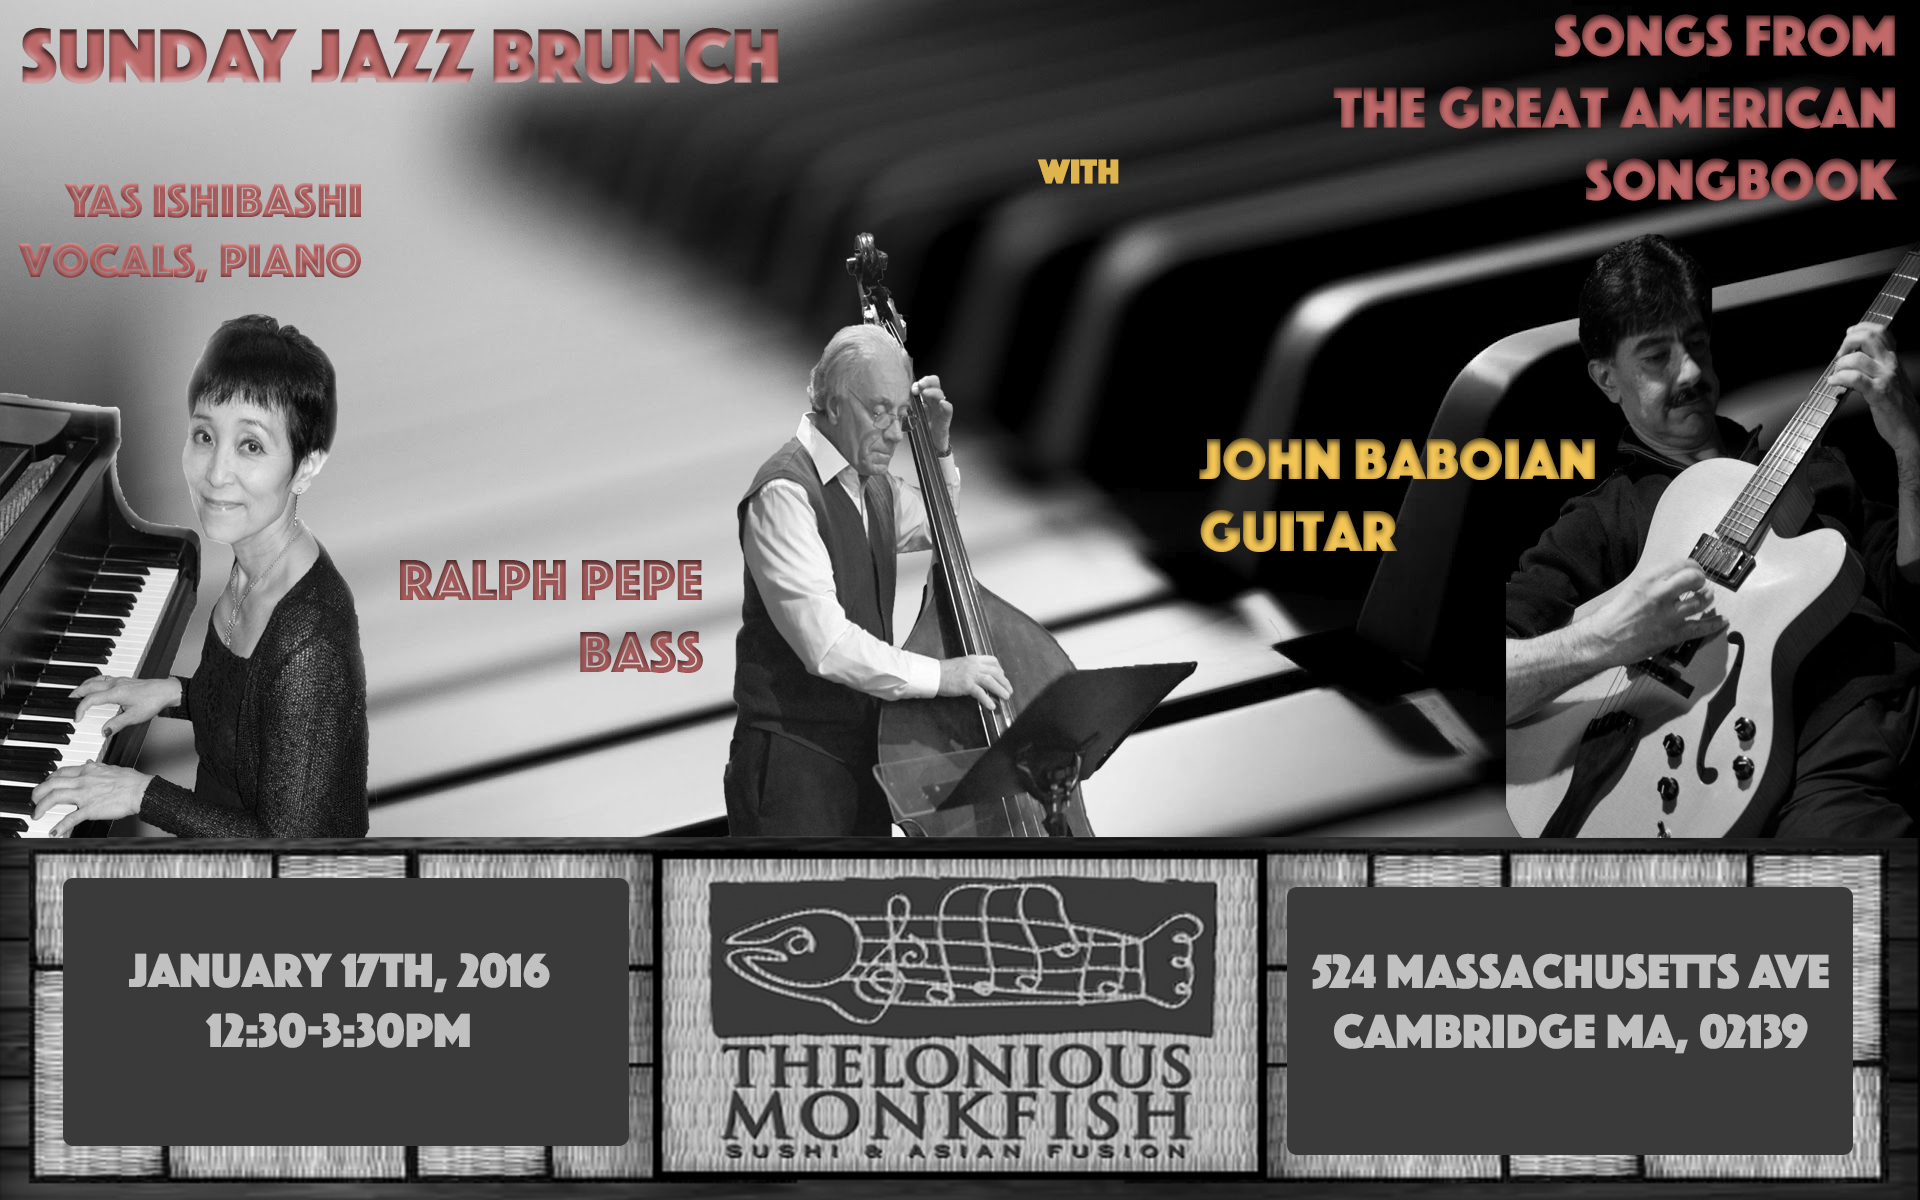 SUNDAY JAZZ BRUNCH
SONGS FROM
THE GREAT AMERICAN
SONGBOOK
WITH
YAS ISHIBASHI
VOCALS, PIANO
RALPH PEPE
BASS
JOHN BABOIAN
GUITAR
JANUARY 17TH, 2016
12:30-3:30PM
THELONIOUS
MONKFISH
SUSHI & ASIAN FUSION
524 MASSACHUSETTS AVE
CAMBRIDGE MA, 02139